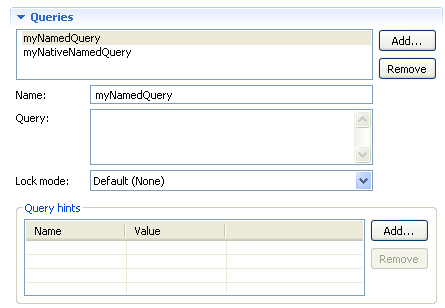 Queries
myNamedQuery
Add...
myNativeNamedQuery
Remove
Name: myNamedQuery
Query:
Lock mode: Default (None)
Query hints
Name Value
Add...
Remove